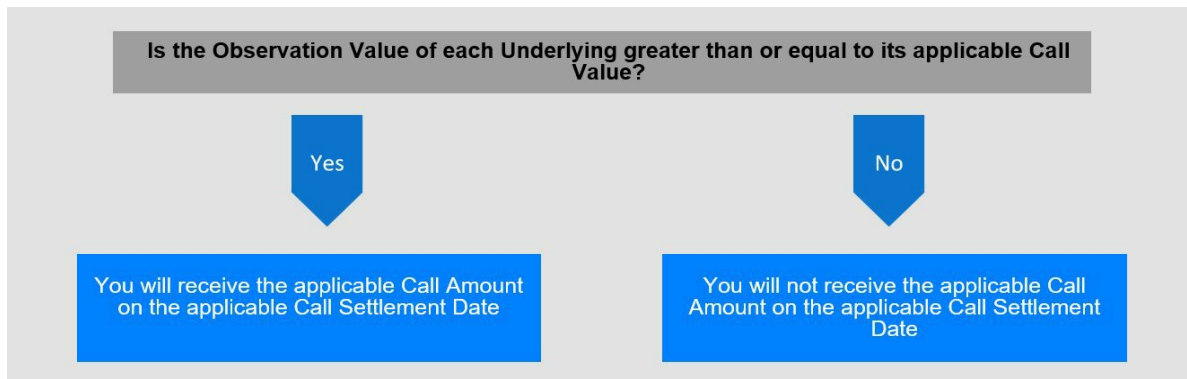 Is the Observation Value of each Underlying greater than or equal to its applicable Call
Value?
Yes
No
You will receive the applicable Call Amount
on the applicable Call Settlement Date
You will not receive the applicable Call
Amount on the applicable Call Settlement
Date